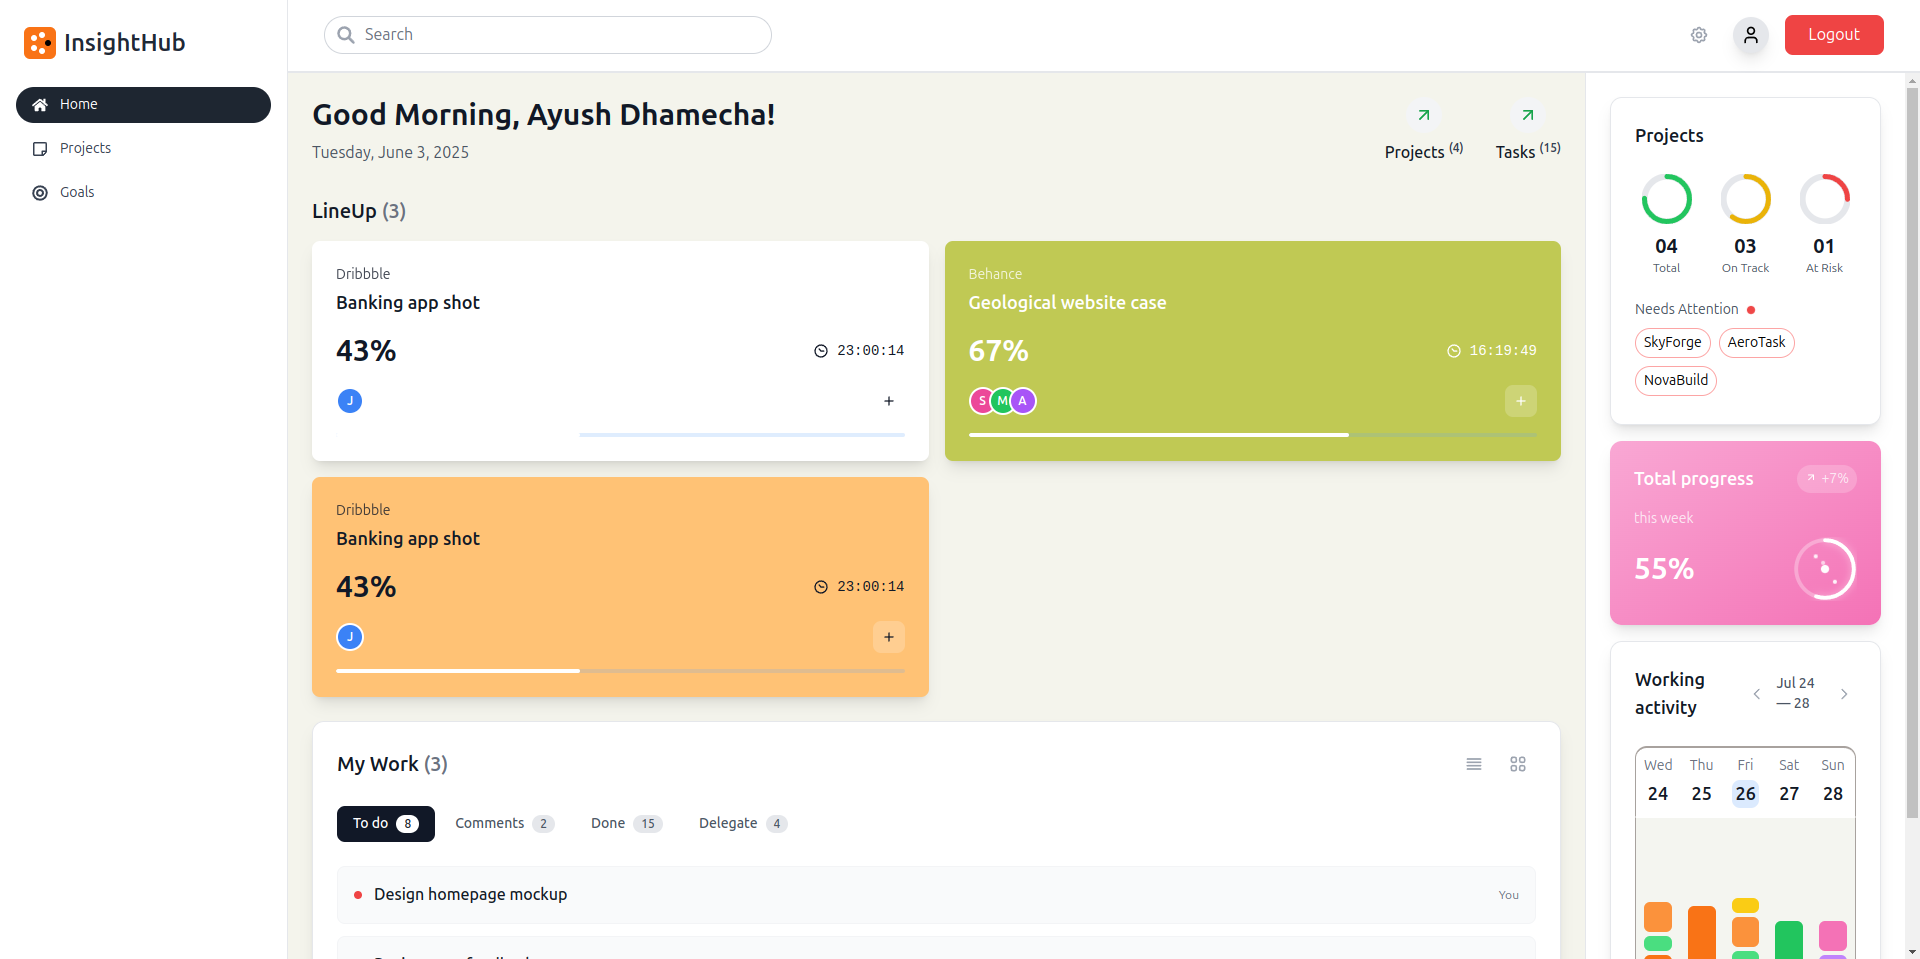 InsightHub
Home
Projects
Goals
Search
Logout
Good Morning, Ayush Dhamecha!
Tuesday, June 3, 2025
Projects (4)
Tasks (15)
LineUp (3)
Dribbble
Banking app shot
43%
23:00:14
J
+
Behance
Geological website case
67%
16:19:49
S M A
+
Dribbble
Banking app shot
43%
23:00:14
J
+
My Work (3)
To do 8
Comments 2
Done 15
Delegate 4
Design homepage mockup
You
Projects
04 03 01
Total On Track At Risk
Needs Attention
SkyForge AeroTask
NovaBuild
Total progress
+7%
this week
55%
Working
activity
Jul 24
— 28
Wed Thu Fri Sat Sun
24 25 26 27 28